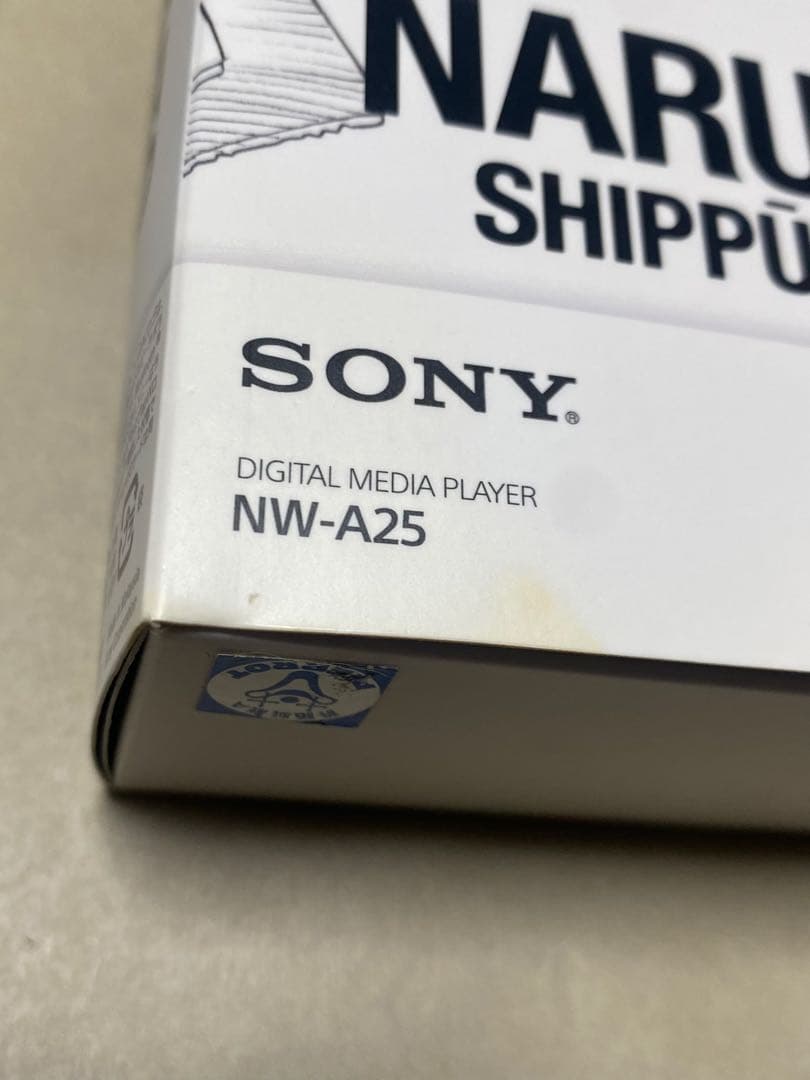 NARU
SHIPPŪ
SONY®
DIGITAL MEDIA PLAYER
NW-A25